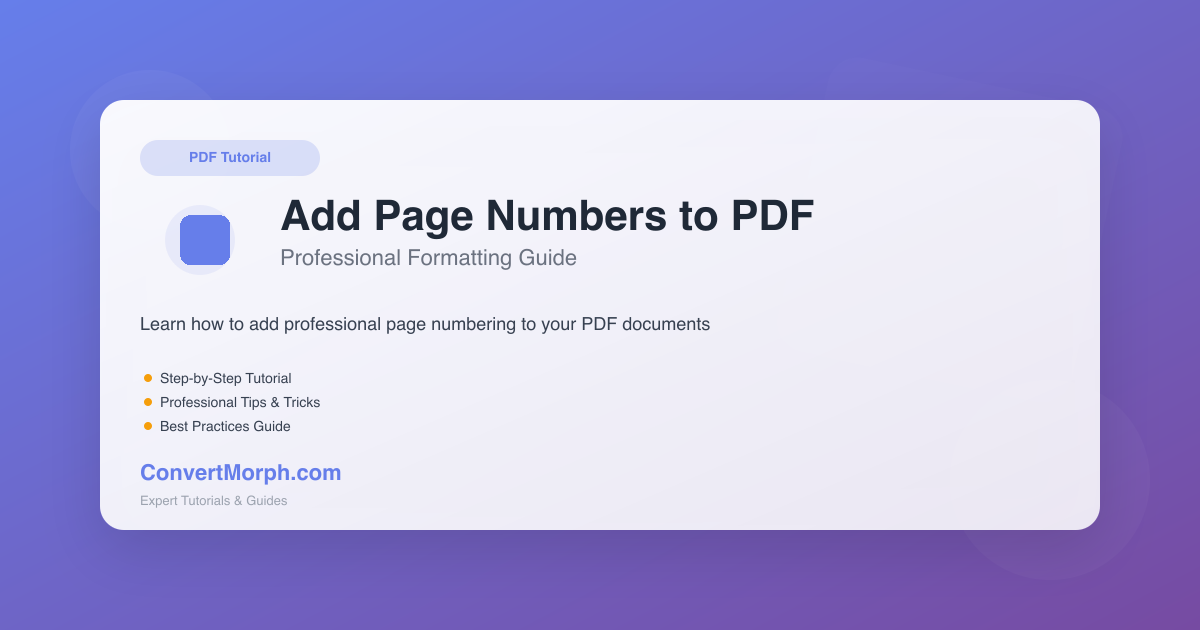 PDF Tutorial
Add Page Numbers to PDF
Professional Formatting Guide
Learn how to add professional page numbering to your PDF documents
Step-by-Step Tutorial
Professional Tips & Tricks
Best Practices Guide
ConvertMorph.com
Expert Tutorials & Guides